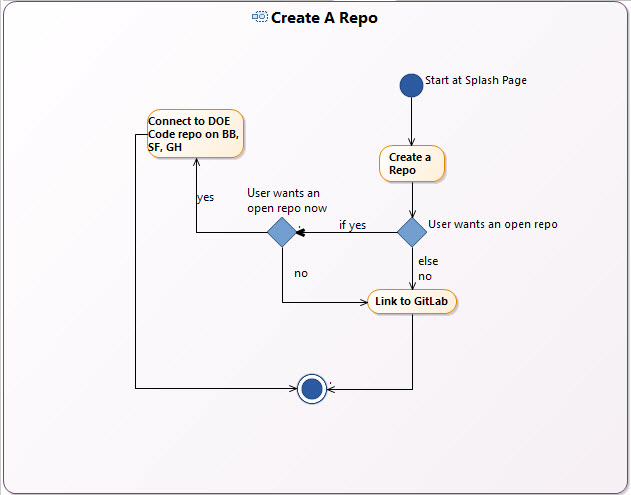 Create A Repo
Start at Splash Page
Connect to DOE
Code repo on BB,
SF, GH
Create a
Repo
yes
User wants an
open repo now
if yes
User wants an open repo
else
no
no
Link to GitLab